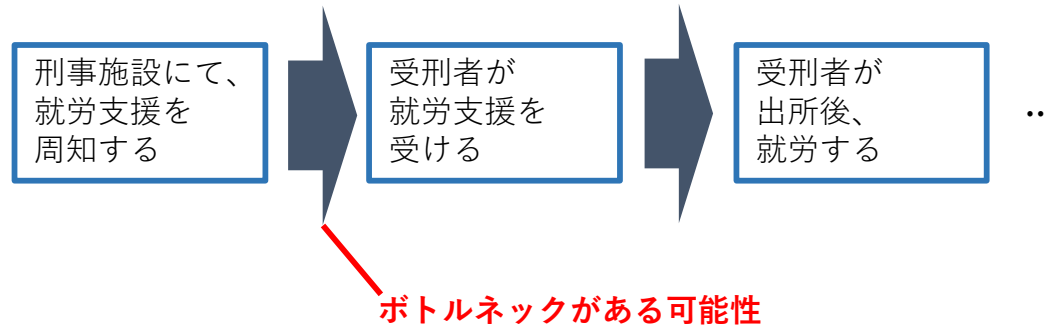 刑事施設にて、
就労支援を
周知する
受刑者が
就労支援を
受ける
受刑者が
出所後、
就労する
‥
ボトルネックがある可能性